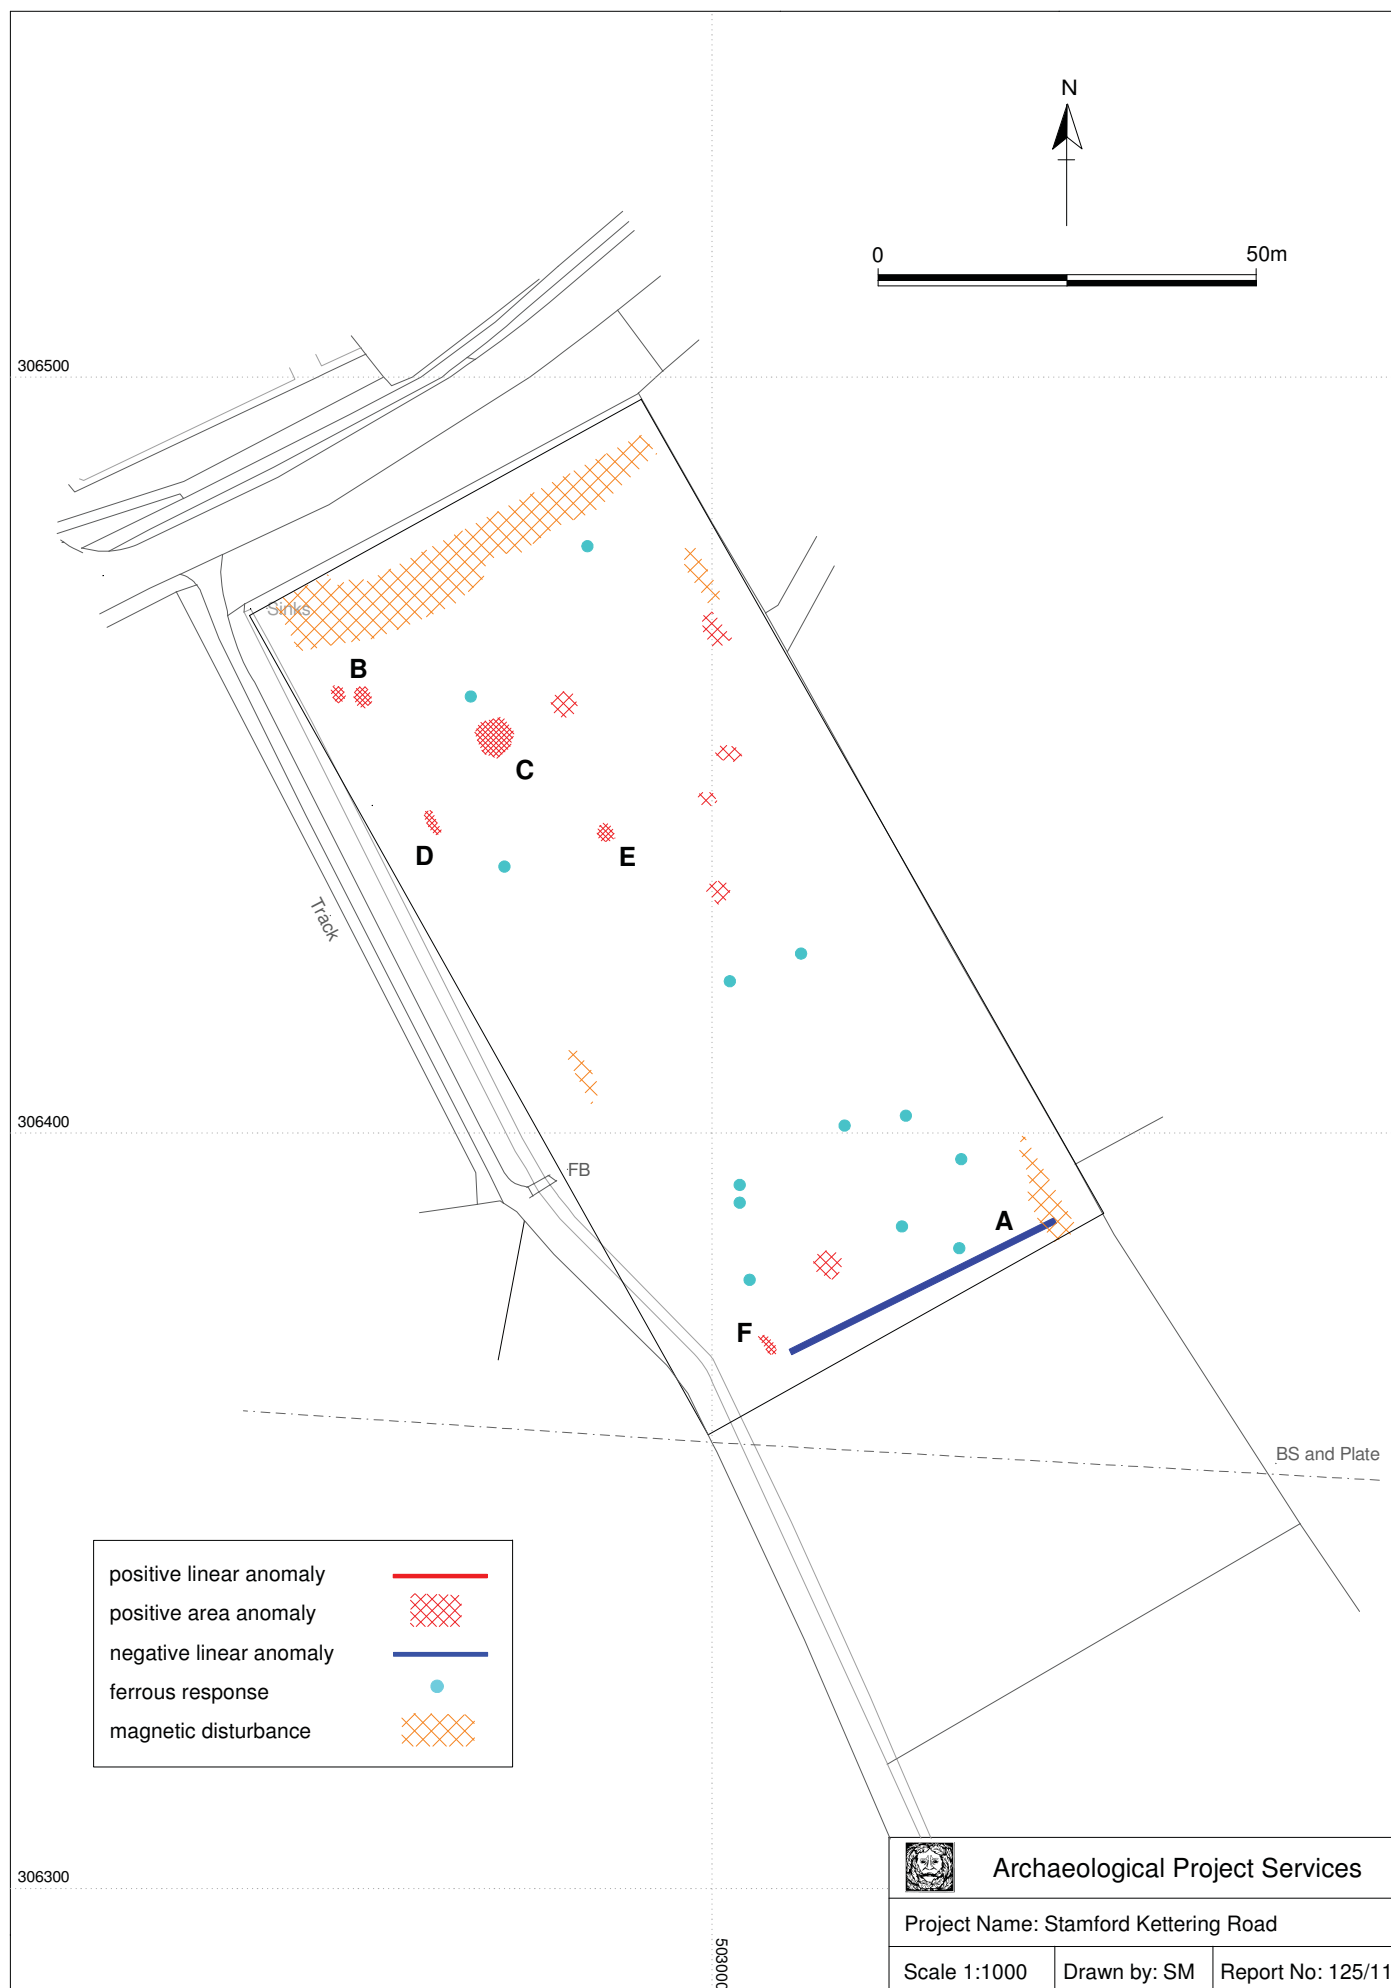 N
0 50m
306500
Sinks
B
C
D
E
Track
306400
FB
A
F
BS and Plate
positive linear anomaly
positive area anomaly
negative linear anomaly
ferrous response
magnetic disturbance
306300
503000
Archaeological Project Services
Project Name: Stamford Kettering Road
Scale 1:1000 Drawn by: SM Report No: 125/11